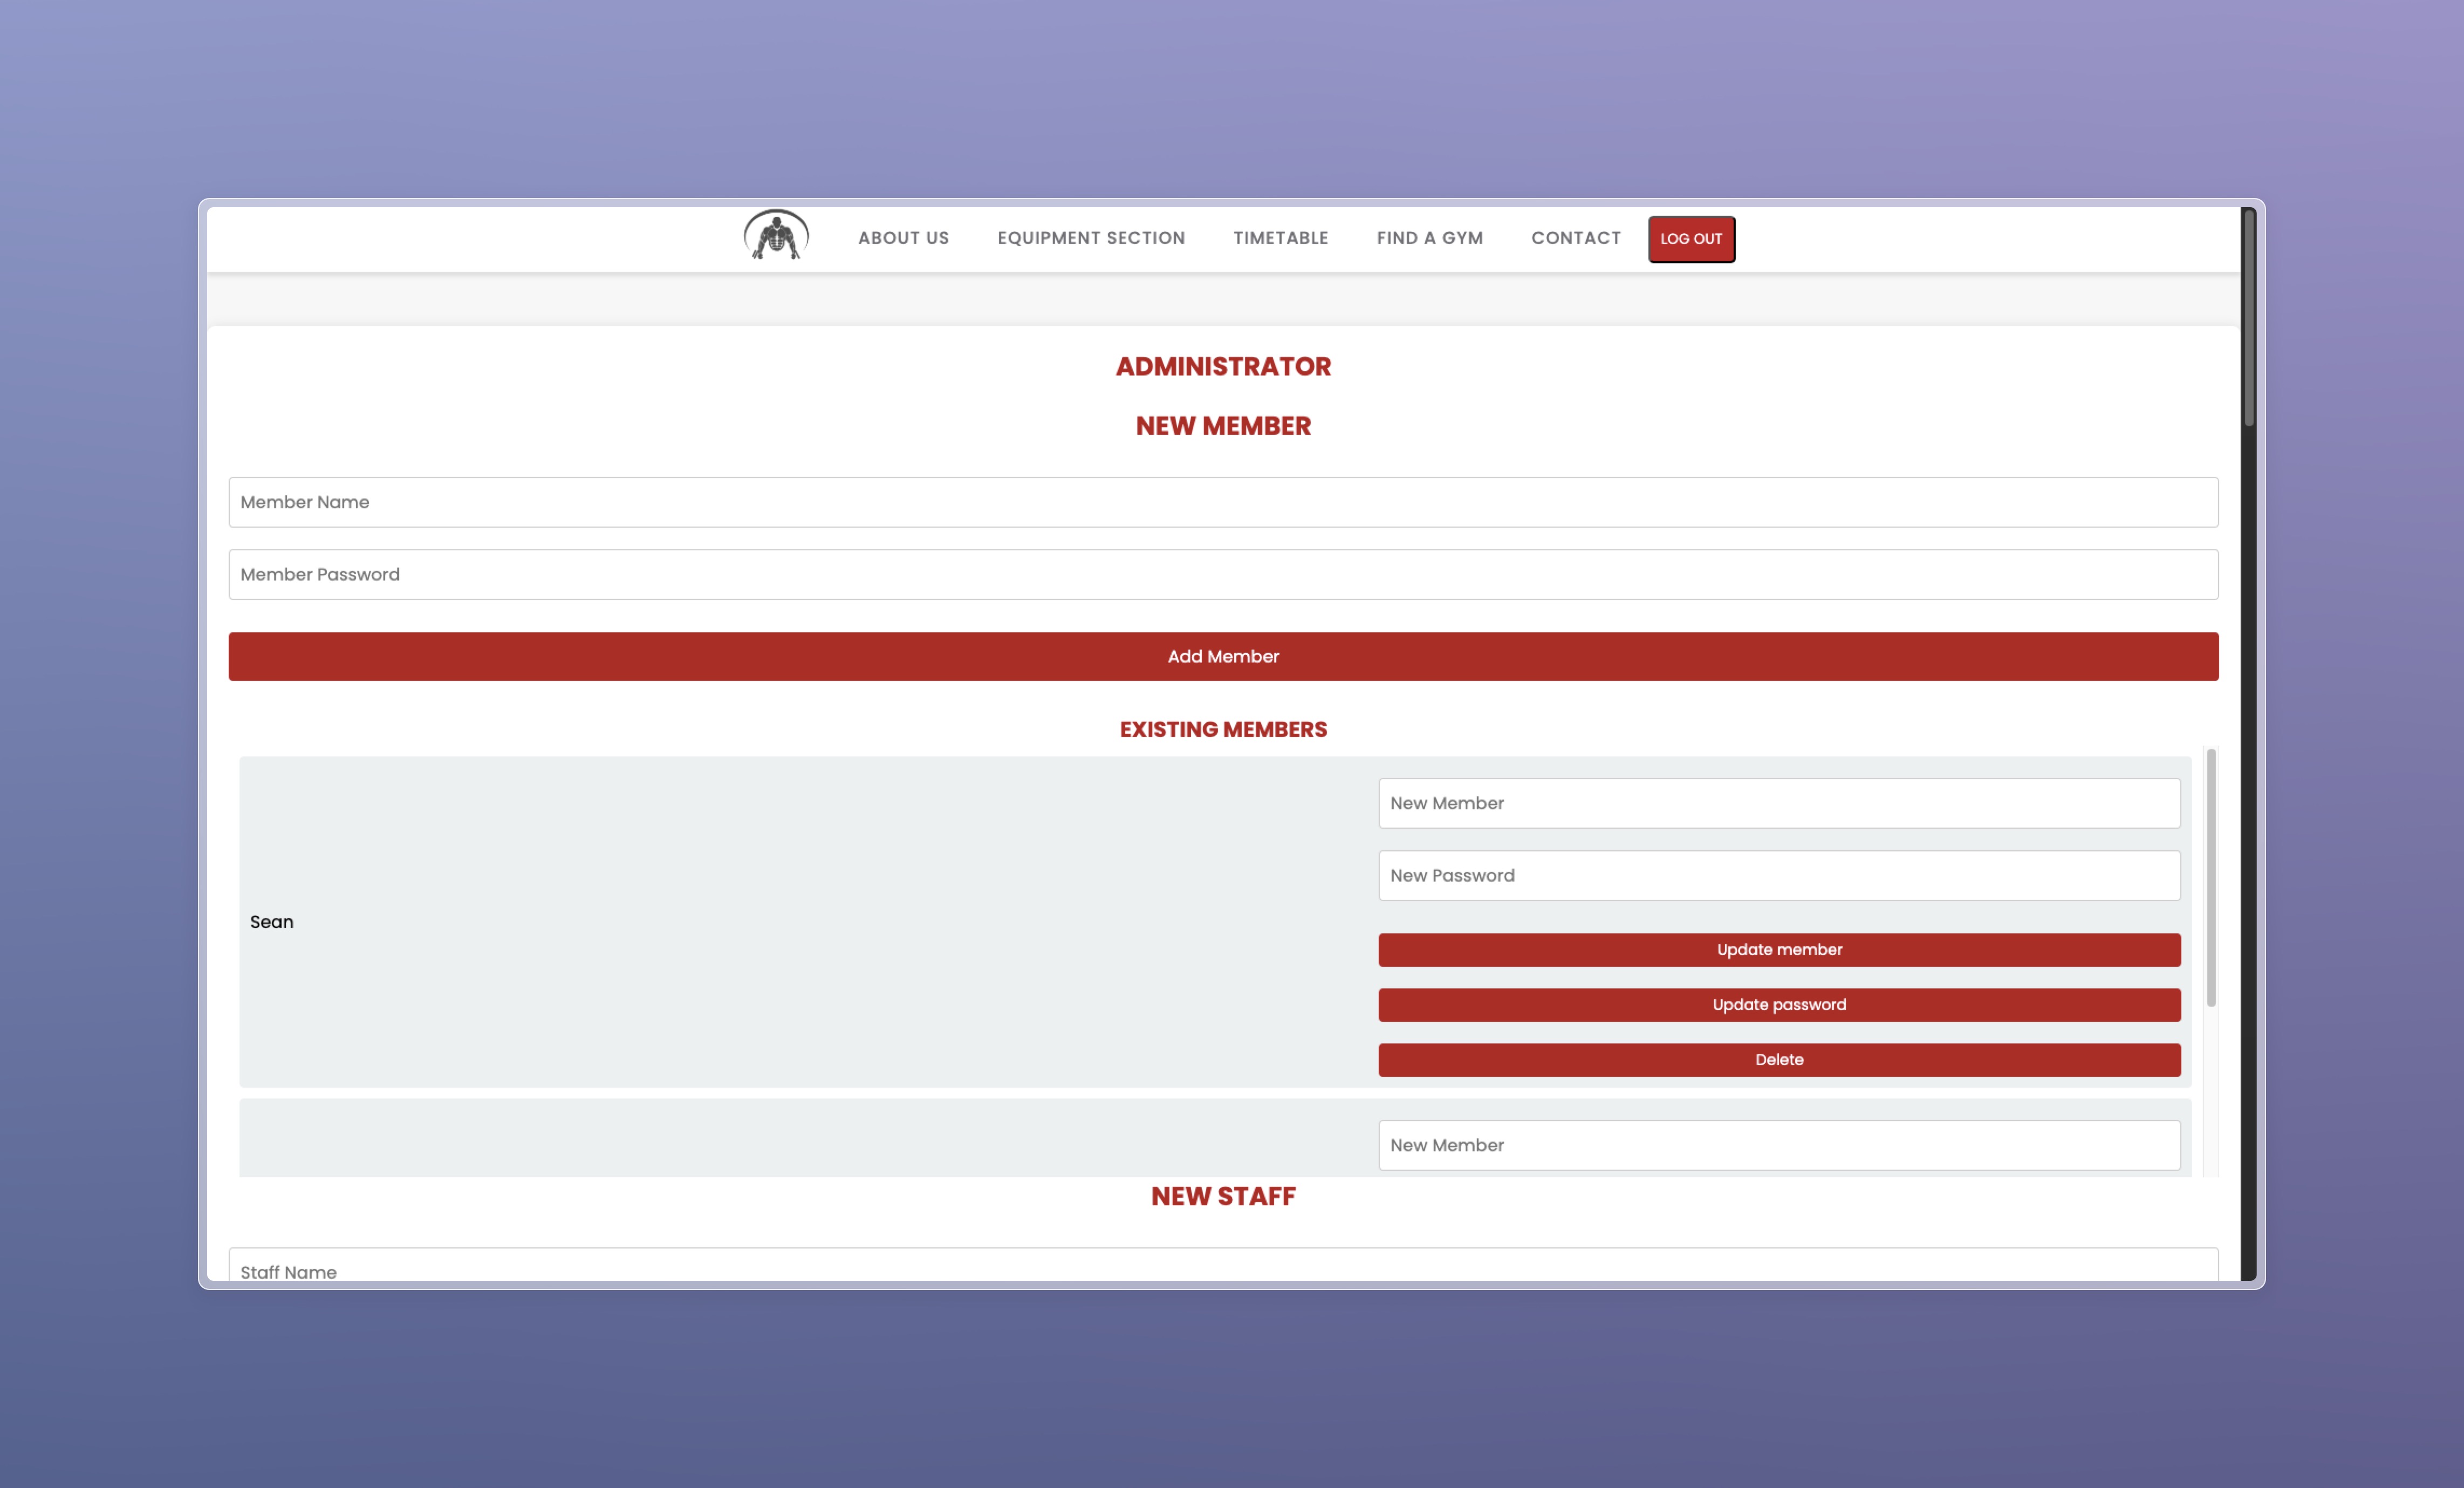 ABOUT US
EQUIPMENT SECTION
TIMETABLE
FIND A GYM
CONTACT
LOG OUT
ADMINISTRATOR
NEW MEMBER
Member Name
Member Password
Add Member
EXISTING MEMBERS
Sean
New Member
New Password
Update member
Update password
Delete
New Member
NEW STAFF
Staff Name